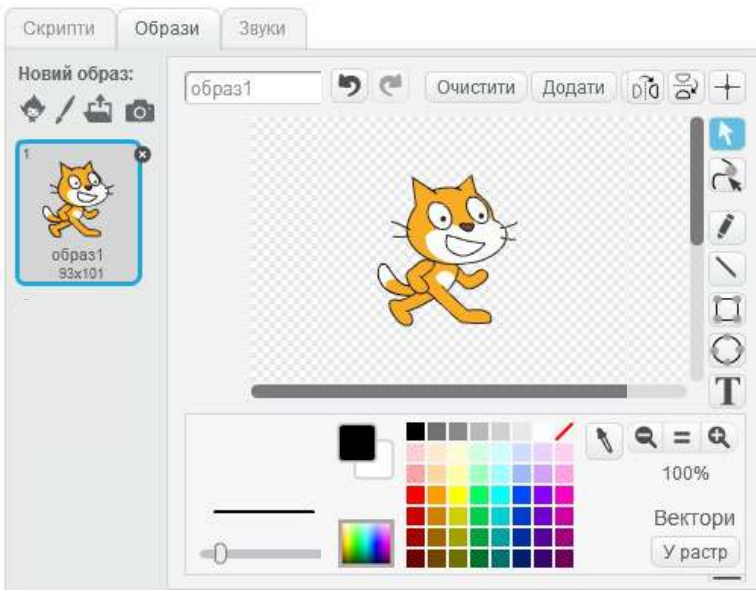 Скрипти Образи Звуки
Новий образ:
образ1 Очистити Додати
1
образ1
93x101
T
100%
Вектори
У растр